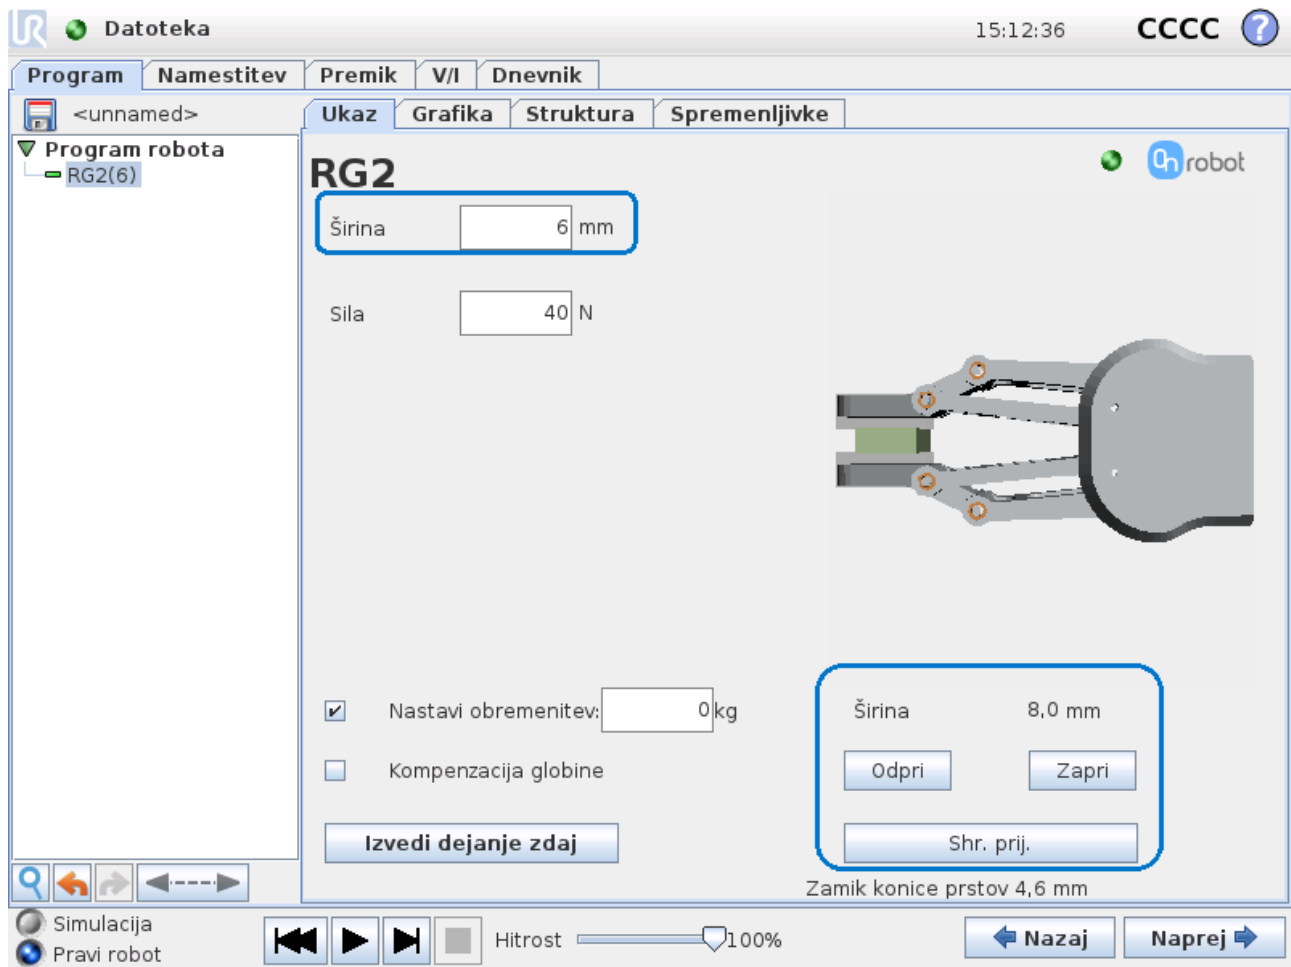 Datoteka 15:12:36 CCCC ?
Program Namestitev Premik V/I Dnevnik
<unnamed> Ukaz Grafika Struktura Spremenljivke
Program robota
RG2(6)
RG2
On robot
Širina 6 mm
Sila 40 N
Nastavi obremenitev: 0 kg
Širina 8,0 mm
Kompenzacija globine
Odpri Zapri
Izvedi dejanje zdaj
Shr. prij.
Zamik konice prstov 4,6 mm
Simulacija
Pravi robot
Hitrost 100%
Nazaj Naprej